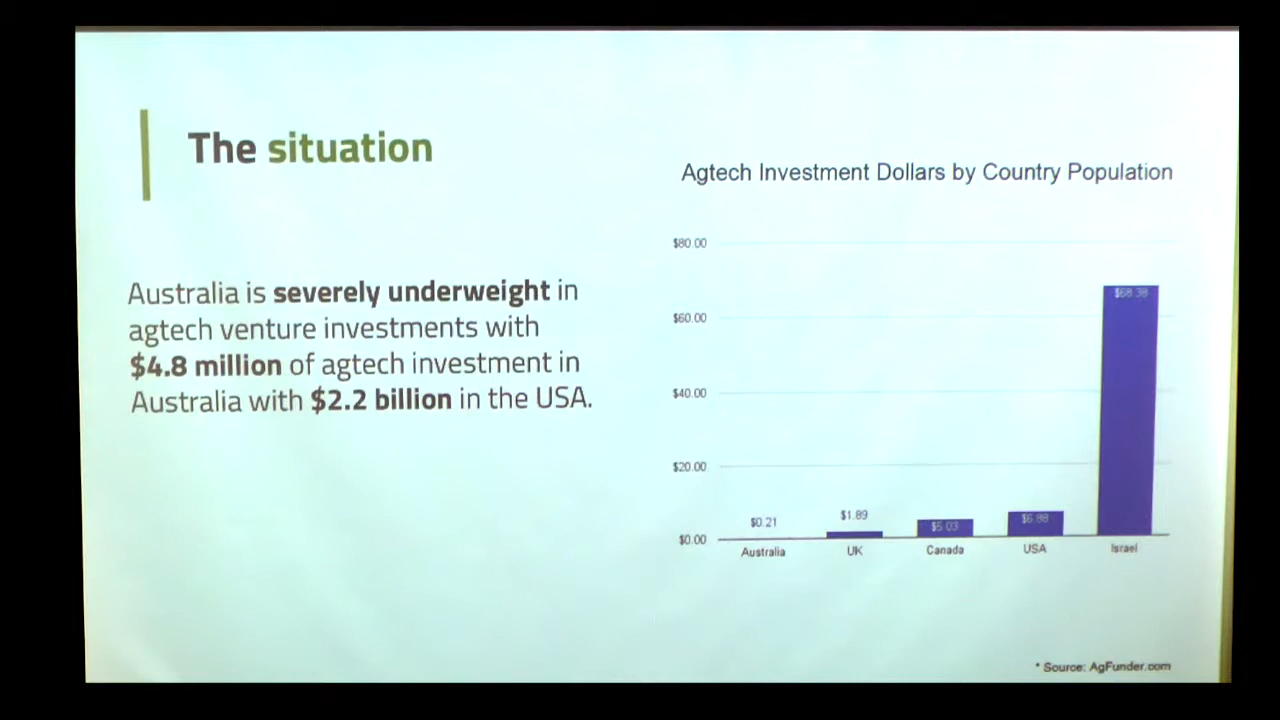 The situation
Australia is severely underweight in
agtech venture investments with
$4.8 million of agtech investment in
Australia with $2.2 billion in the USA.
Agtech Investment Dollars by Country Population
$80.00
$60.00
$40.00
$20.00
$0.00
$0.21
$1.89
$5.03
$6.88
$68.38
Australia
UK
Canada
USA
Israel
* Source: AgFunder.com